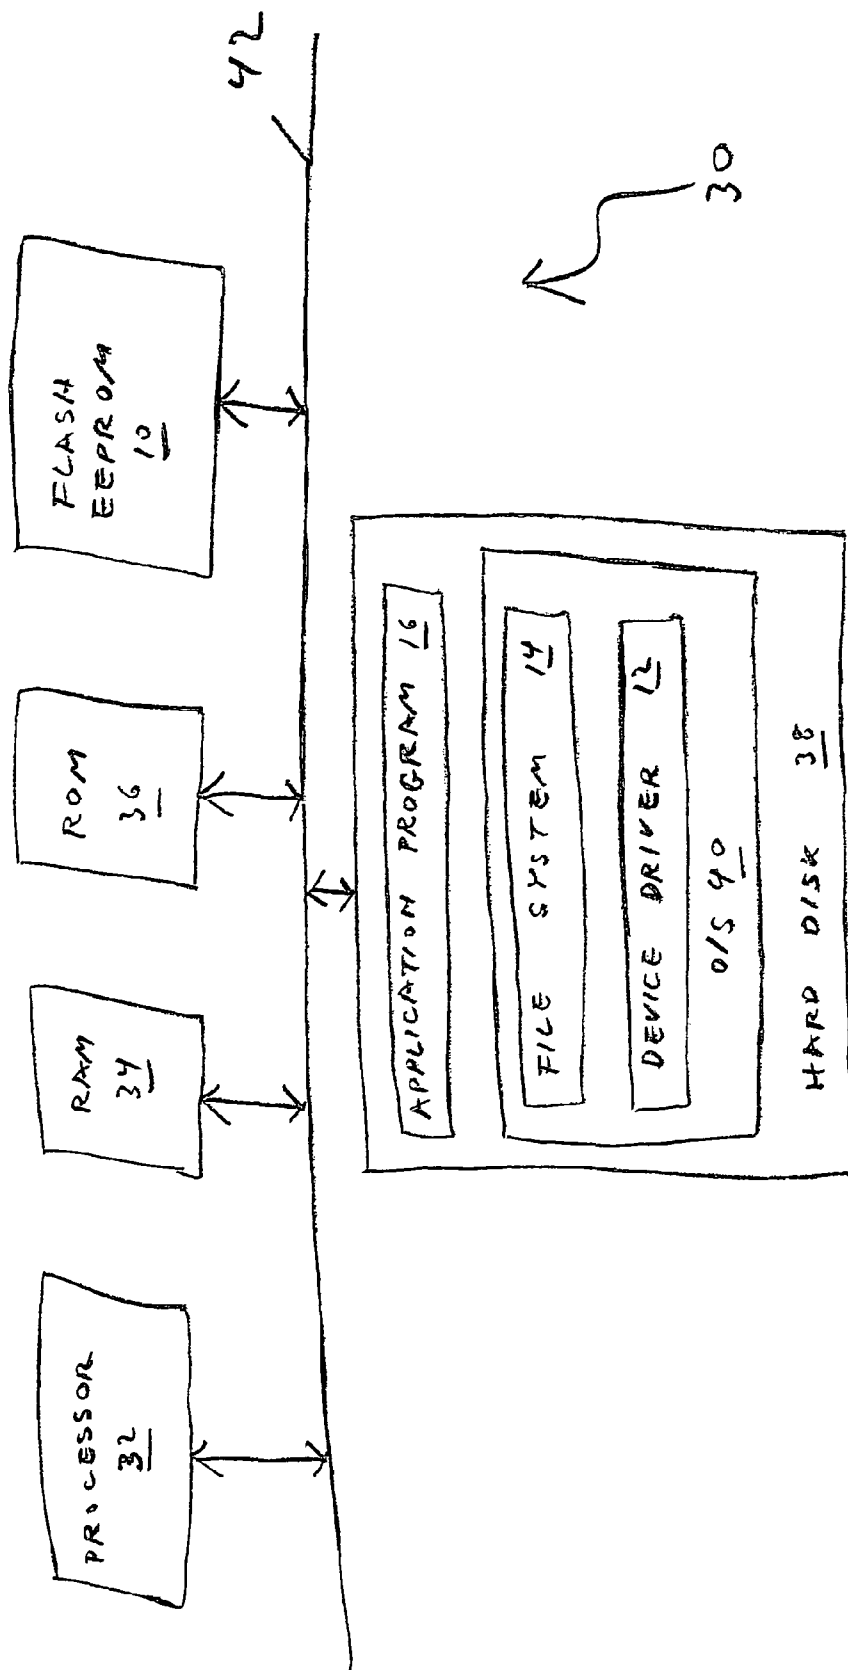 PROCESSOR
32
RAM
34
ROM
36
FLASH
EEPROM
10
42
APPLICATION PROGRAM 16
FILE SYSTEM 14
DEVICE DRIVER 12
O/S 40
HARD DISK 38
30